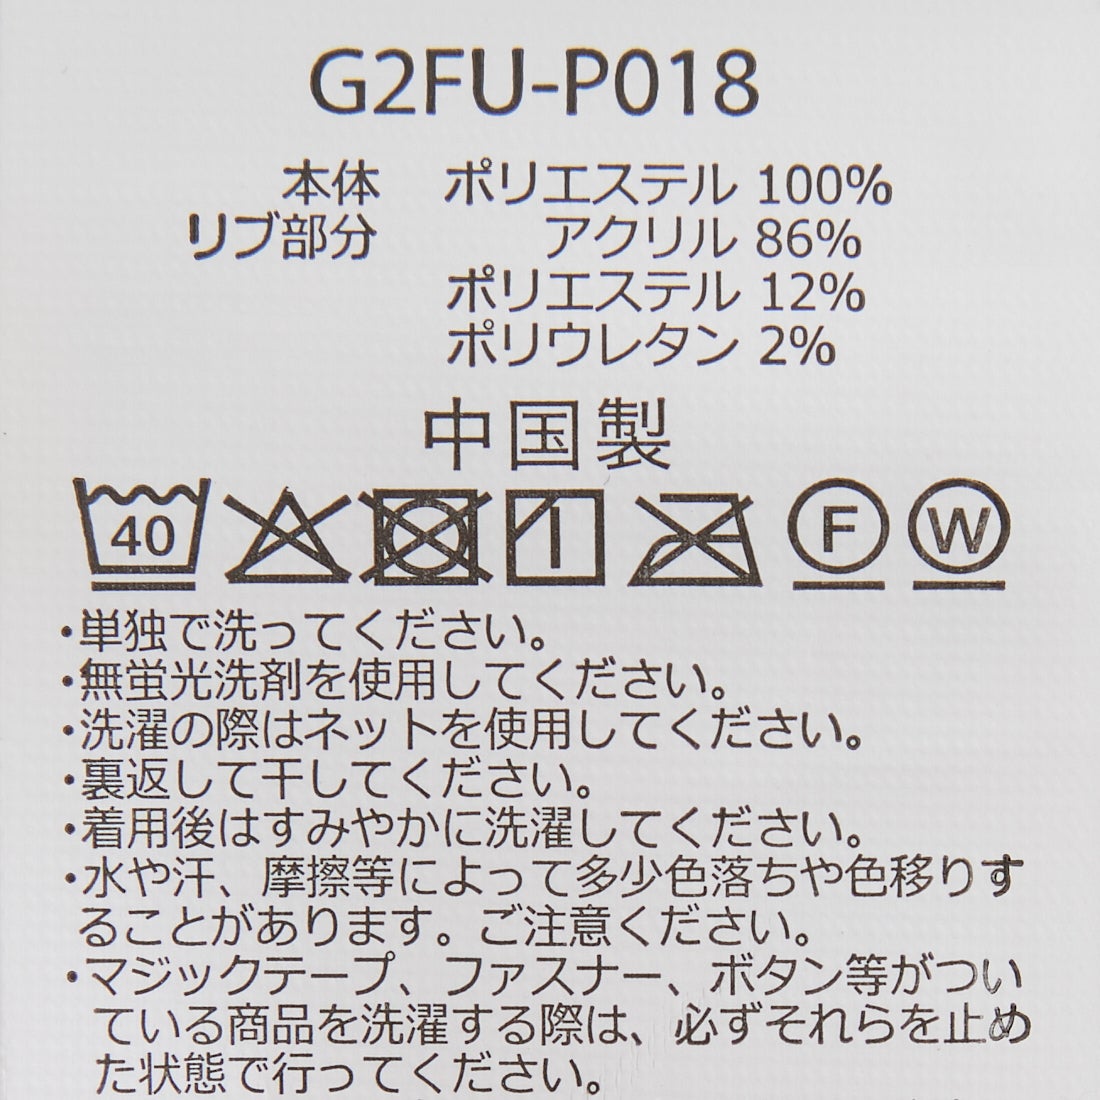 G2FU-P018
本体 ポリエステル 100%
リブ部分 アクリル 86%
ポリエステル 12%
ポリウレタン 2%
中国製
40 F W
・単独で洗ってください。
・無蛍光洗剤を使用してください。
・洗濯の際はネットを使用してください。
・裏返して干してください。
・着用後はすみやかに洗濯してください。
・水や汗、摩擦等によって多少色落ちや色移りす
ることがあります。ご注意ください。
・マジックテープ、ファスナー、ボタン等がつい
ている商品を洗濯する際は、必ずそれらを止め
た状態で行ってください。